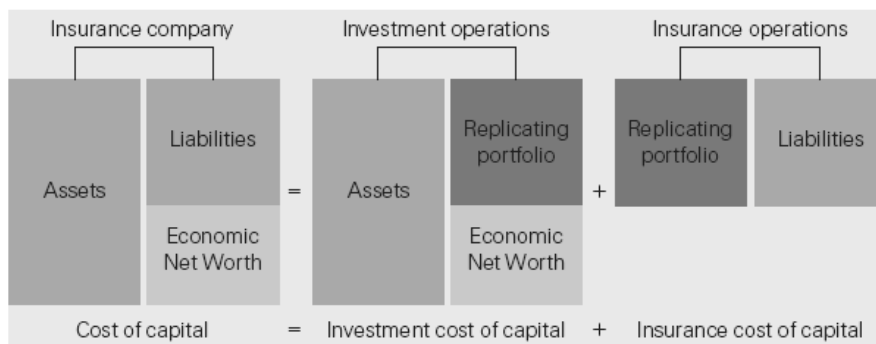 Insurance company
Investment operations
Insurance operations
Assets
Liabilities
Economic
Net Worth
=
Assets
Replicating
portfolio
Economic
Net Worth
+
Replicating
portfolio
Liabilities
Cost of capital = Investment cost of capital + Insurance cost of capital